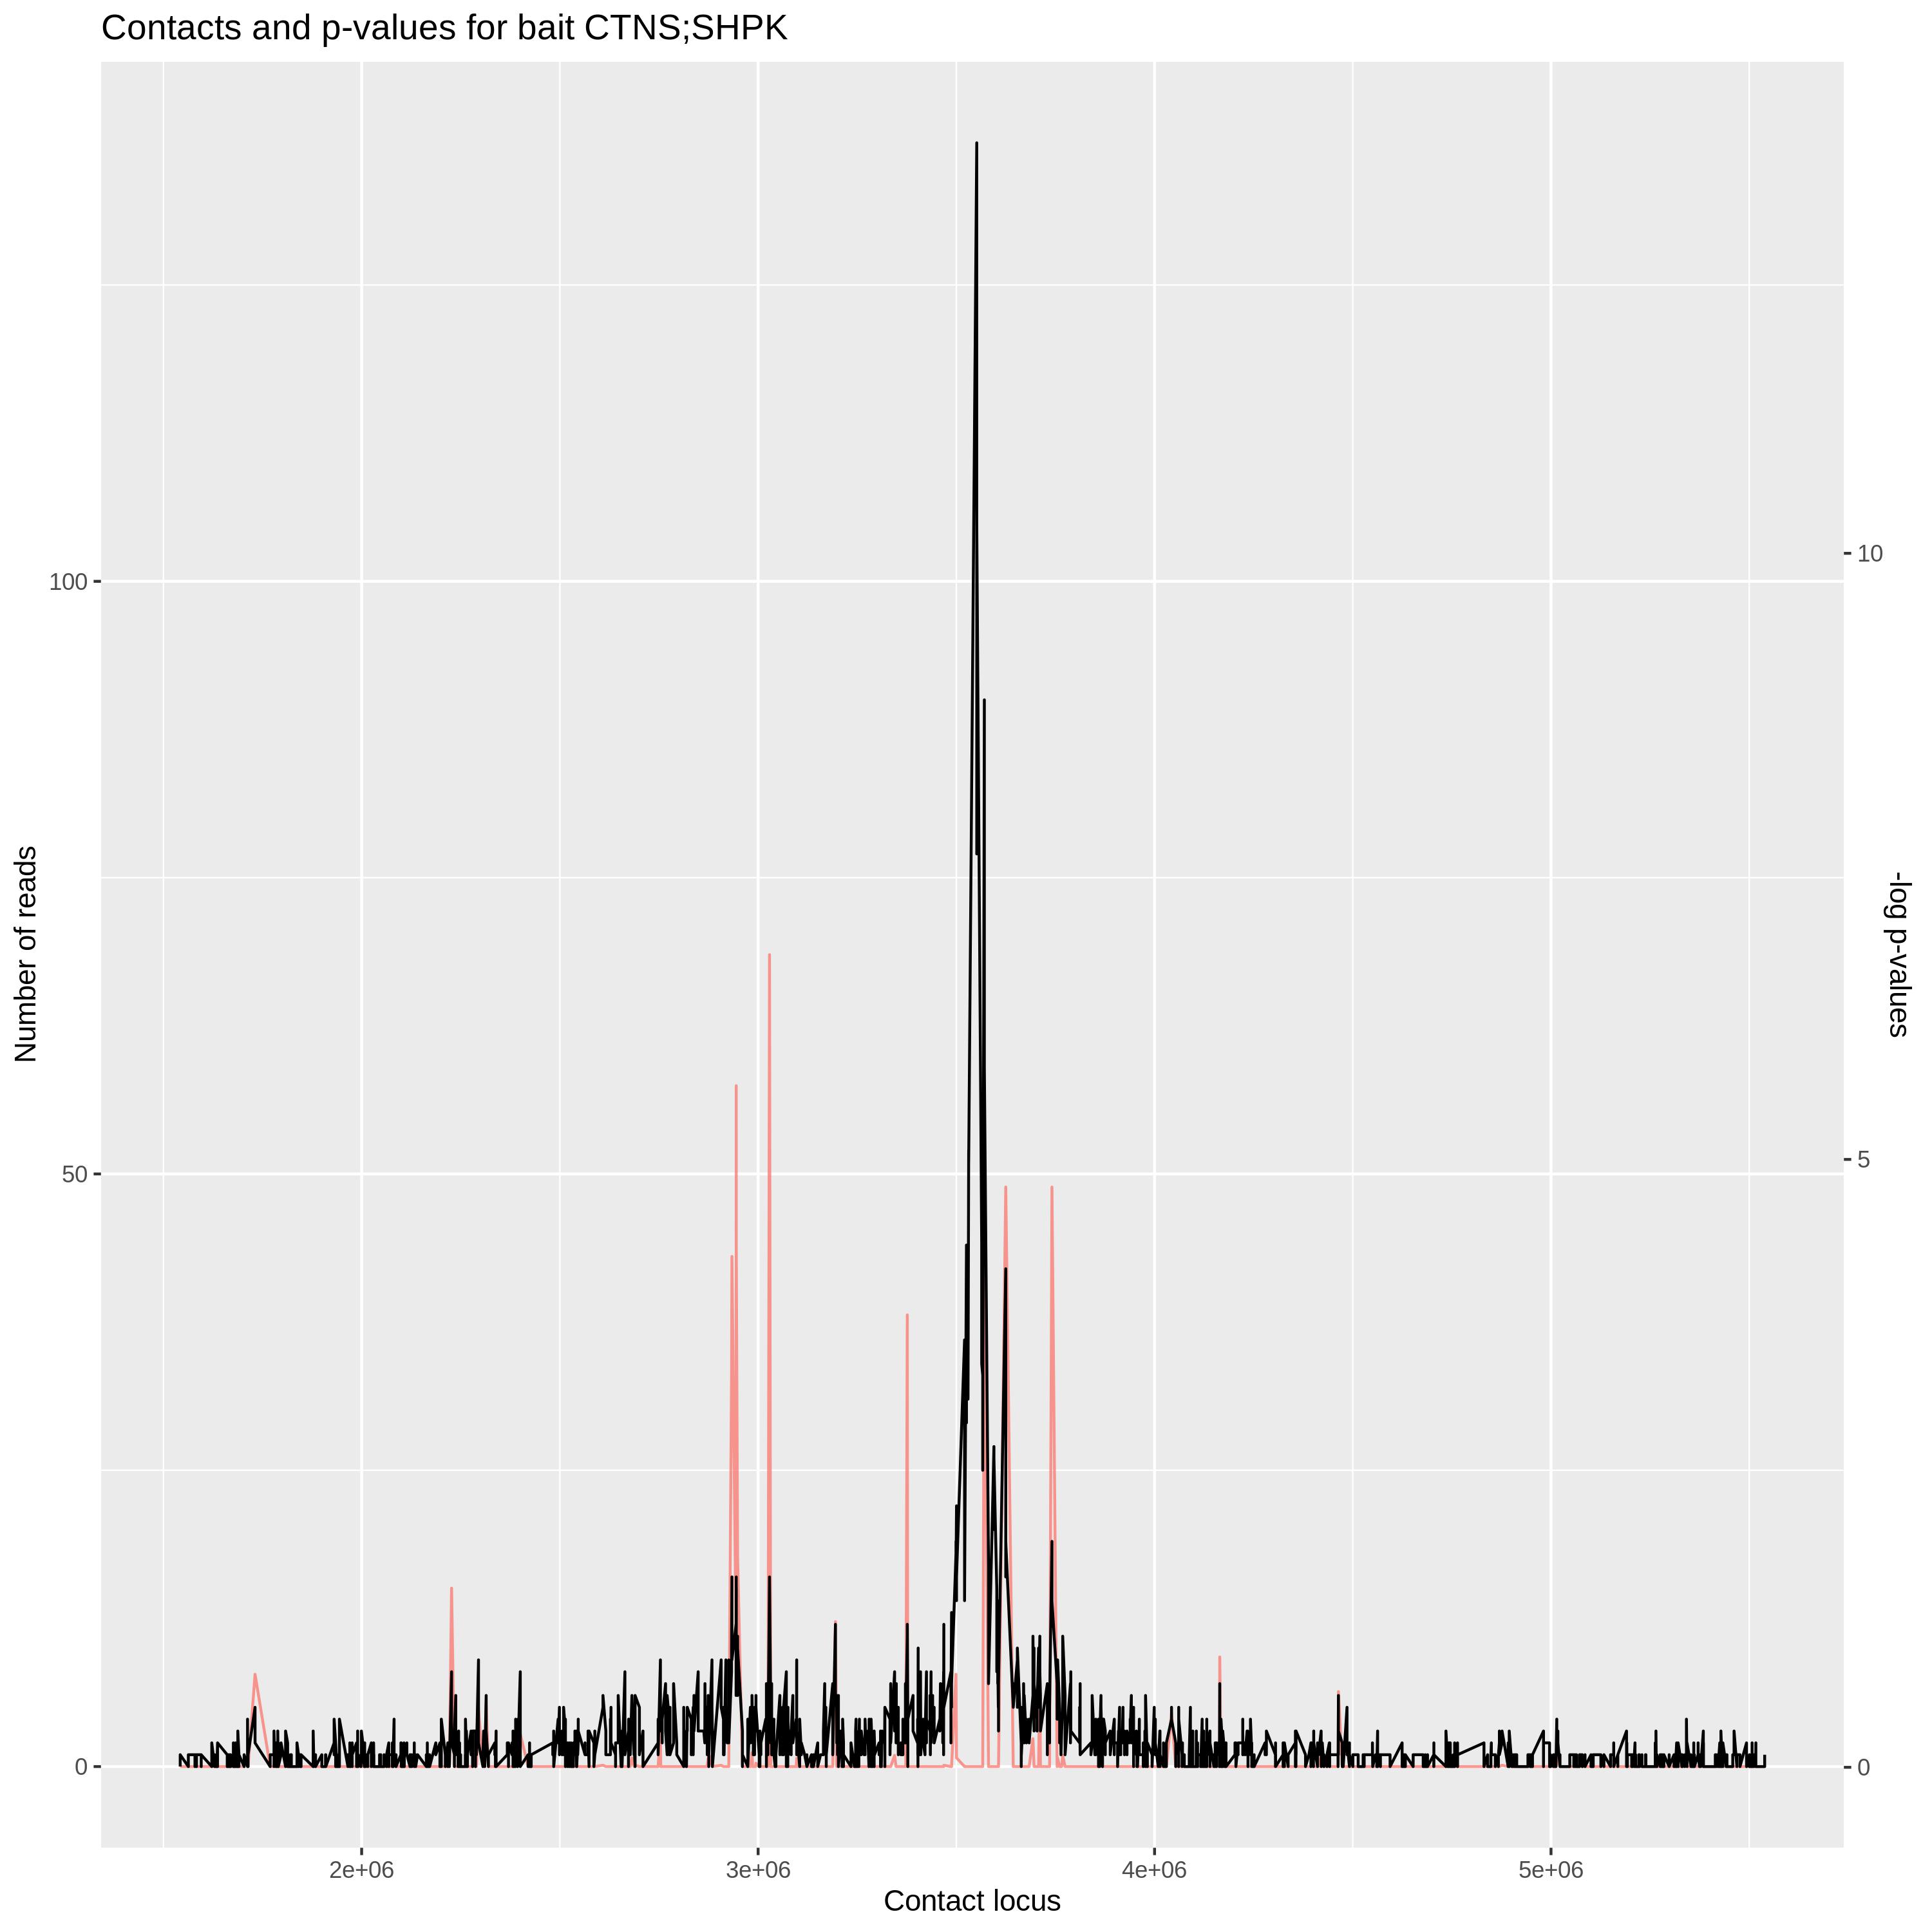 Contacts and p-values for bait CTNS;SHPK
Number of reads
100
50
0
10
5
0
-log p-values
2e+06
3e+06
4e+06
5e+06
Contact locus